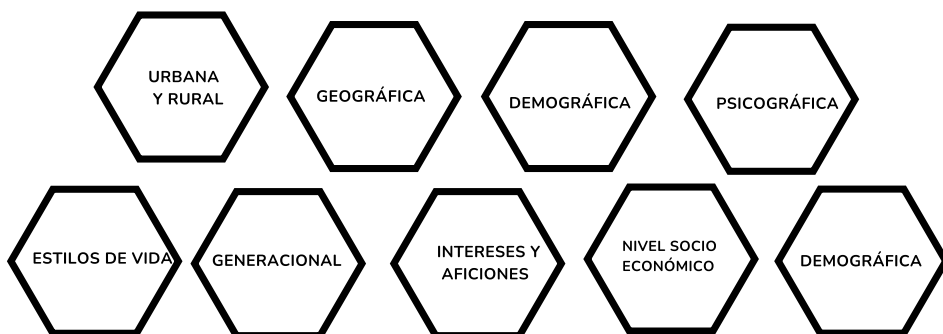 URBANA
Y RURAL
GEOGRÁFICA
DEMOGRÁFICA
PSICOGRÁFICA
ESTILOS DE VIDA
GENERACIONAL
INTERESES Y
AFICIONES
NIVEL SOCIO
ECONÓMICO
DEMOGRÁFICA